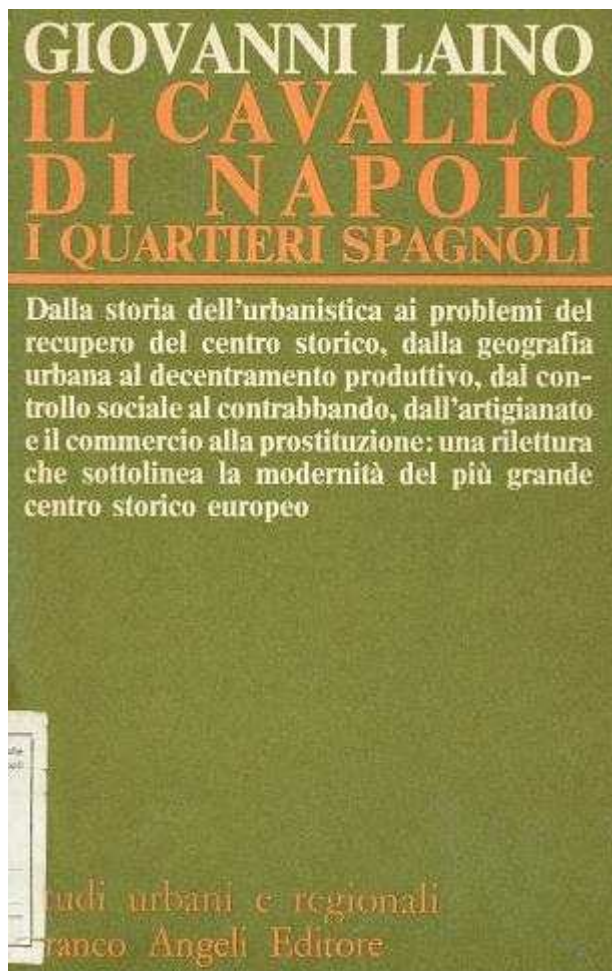 GIOVANNI LAINO
IL CAVALLO
DI NAPOLI
I QUARTIERI SPAGNOLI
Dalla storia dell'urbanistica ai problemi del
recupero del centro storico, dalla geografia
urbana al decentramento produttivo, dal con-
trollo sociale al contrabbando, dall'artigianato
e il commercio alla prostituzione: una rilettura
che sottolinea la modernità del più grande
centro storico europeo
tudi urbani e regionali
ranco Angeli Editore